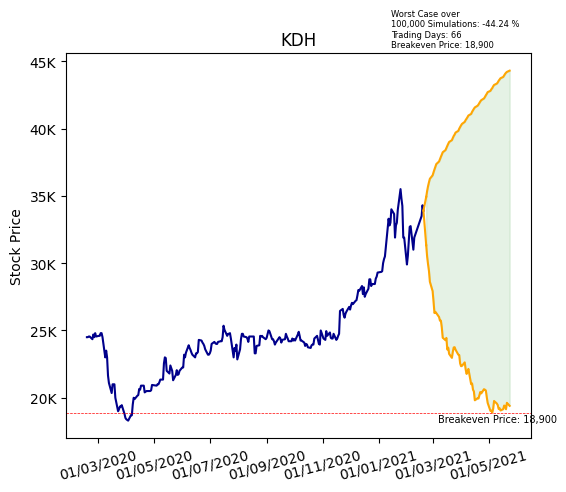 Worst Case over
100,000 Simulations: -44.24 %
Trading Days: 66
Breakeven Price: 18,900
KDH
Stock Price
45K
40K
35K
30K
25K
20K
Breakeven Price: 18,900
01/03/2020 01/05/2020 01/07/2020 01/09/2020 01/11/2020 01/01/2021 01/03/2021 01/05/2021